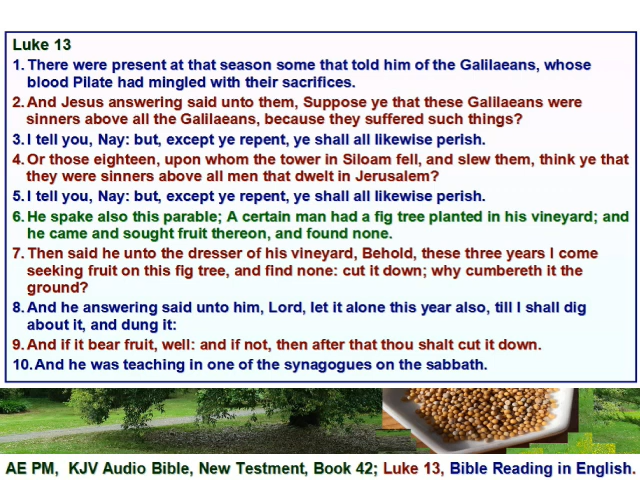 Luke 13
1. There were present at that season some that told him of the Galilaeans, whose
blood Pilate had mingled with their sacrifices.
2. And Jesus answering said unto them, Suppose ye that these Galilaeans were
sinners above all the Galilaeans, because they suffered such things?
3. I tell you, Nay: but, except ye repent, ye shall all likewise perish.
4. Or those eighteen, upon whom the tower in Siloam fell, and slew them, think ye that
they were sinners above all men that dwelt in Jerusalem?
5. I tell you, Nay: but, except ye repent, ye shall all likewise perish.
6. He spake also this parable; A certain man had a fig tree planted in his vineyard; and
he came and sought fruit thereon, and found none.
7. Then said he unto the dresser of his vineyard, Behold, these three years I come
seeking fruit on this fig tree, and find none: cut it down; why cumbereth it the
ground?
8. And he answering said unto him, Lord, let it alone this year also, till I shall dig
about it, and dung it:
9. And if it bear fruit, well: and if not, then after that thou shalt cut it down.
10. And he was teaching in one of the synagogues on the sabbath.
AE PM, KJV Audio Bible, New Testment, Book 42; Luke 13, Bible Reading in English.